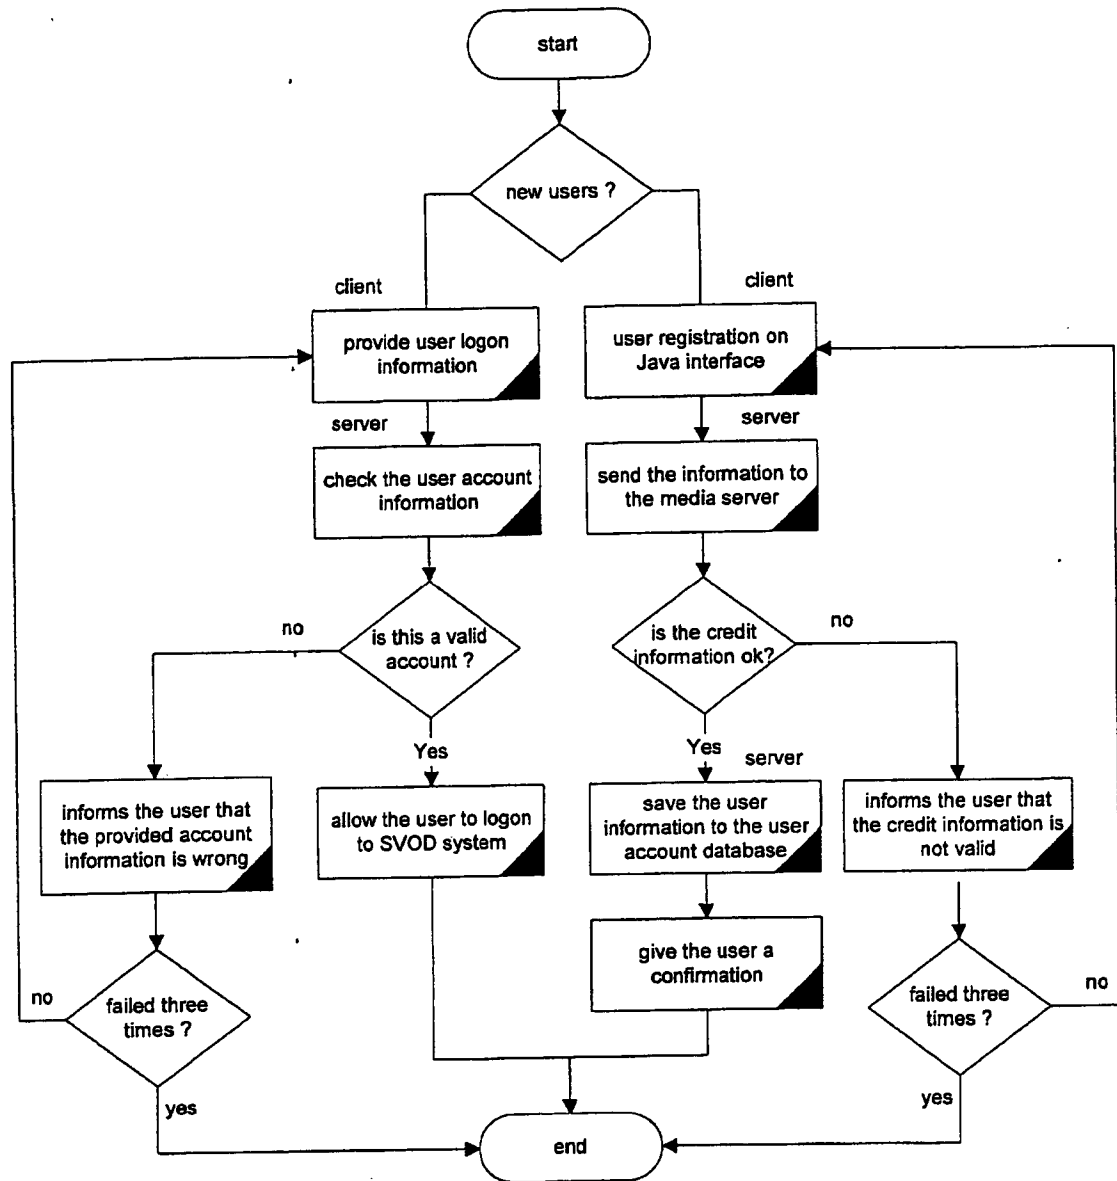 start
new users ?
client
client
provide user logon
information
user registration on
Java interface
server
server
check the user account
information
send the information to
the media server
no
is this a valid
account ?
is the credit
information ok?
no
Yes
Yes
server
informs the user that
the provided account
information is wrong
allow the user to logon
to SVOD system
save the user
information to the user
account database
informs the user that
the credit information is
not valid
give the user a
confirmation
no
failed three
times ?
failed three
times ?
no
yes
yes
end